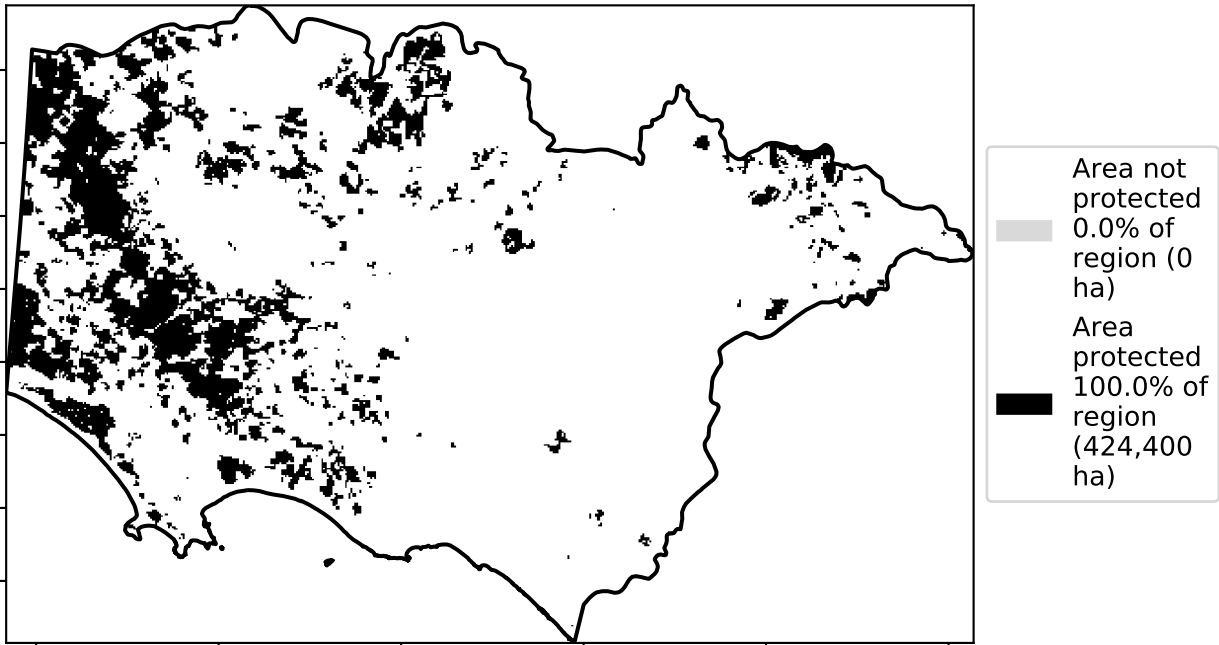 Area not
protected
0.0% of
region (0
ha)
Area
protected
100.0% of
region
(424,400
ha)